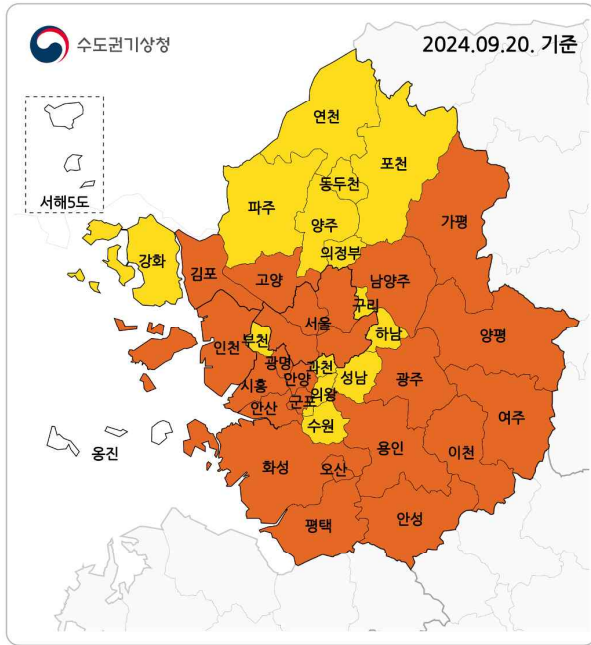 수도권기상청
2024.09.20. 기준
연천
포천
동두천
서해5도
파주
양주
가평
의정부
강화
김포
고양
남양주
구리
서울
하남
양평
인천
부천
광명
과천
시흥
안양
성남
광주
의왕
군포
안산
여주
수원
용인
이천
옹진
화성
오산
안성
평택